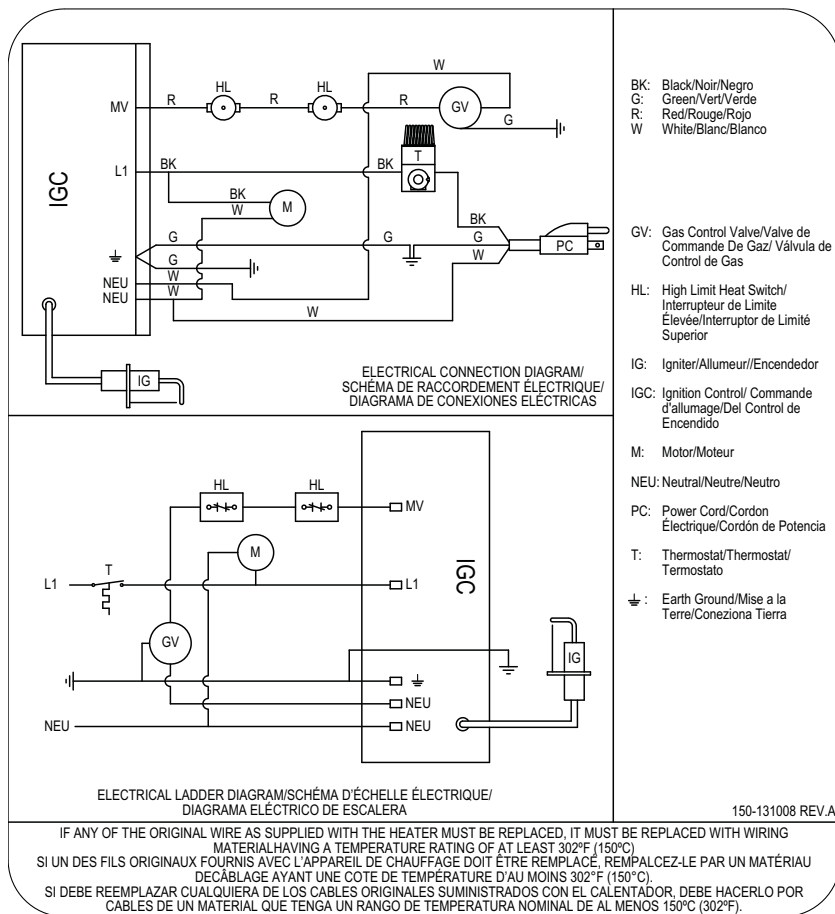 W
HL
HL
MV
R
R
R
GV
G
T
L1
BK
BK
IGC
BK
W
M
BK
G
G
G
W
PC
⏚
G
NEU
W
NEU
W
W
IG
ELECTRICAL CONNECTION DIAGRAM/
SCHÉMA DE RACCORDEMENT ÉLECTRIQUE/
DIAGRAMA DE CONEXIONES ELÉCTRICAS
HL
HL
MV
M
T
L1
L1
IGC
GV
IG
⏚
NEU
NEU
NEU
ELECTRICAL LADDER DIAGRAM/SCHÉMA D'ÉCHELLE ÉLECTRIQUE/
DIAGRAMA ELÉCTRICO DE ESCALERA
BK: Black/Noir/Negro
G: Green/Vert/Verde
R: Red/Rouge/Rojo
W White/Blanc/Blanco
GV: Gas Control Valve/Valve de
Commande De Gaz/ Válvula de
Control de Gas
HL: High Limit Heat Switch/
Interrupteur de Limite
Élevée/Interruptor de Limité
Superior
IG: Igniter/Allumeur//Encendedor
IGC: Ignition Control/ Commande
d'allumage/Del Control de
Encendido
M: Motor/Moteur
NEU: Neutral/Neutre/Neutro
PC: Power Cord/Cordon
Électrique/Cordón de Potencia
T: Thermostat/Thermostat/
Termostato
⏚ : Earth Ground/Mise a la
Terre/Coneziona Tierra
150-131008 REV.A
IF ANY OF THE ORIGINAL WIRE AS SUPPLIED WITH THE HEATER MUST BE REPLACED, IT MUST BE REPLACED WITH WIRING
MATERIALHAVING A TEMPERATURE RATING OF AT LEAST 302ºF (150ºC)
SI UN DES FILS ORIGINAUX FOURNIS AVEC L'APPAREIL DE CHAUFFAGE DOIT ÊTRE REMPLACÉ, REMPALCEZ-LE PAR UN MATÉRIAU
DECÂBLAGE AYANT UNE COTE DE TEMPÉRATURE D'AU MOINS 302°F (150°C).
SI DEBE REEMPLAZAR CUALQUIERA DE LOS CABLES ORIGINALES SUMINISTRADOS CON EL CALENTADOR, DEBE HACERLO POR
CABLES DE UN MATERIAL QUE TENGA UN RANGO DE TEMPERATURA NOMINAL DE AL MENOS 150ºC (302ºF).